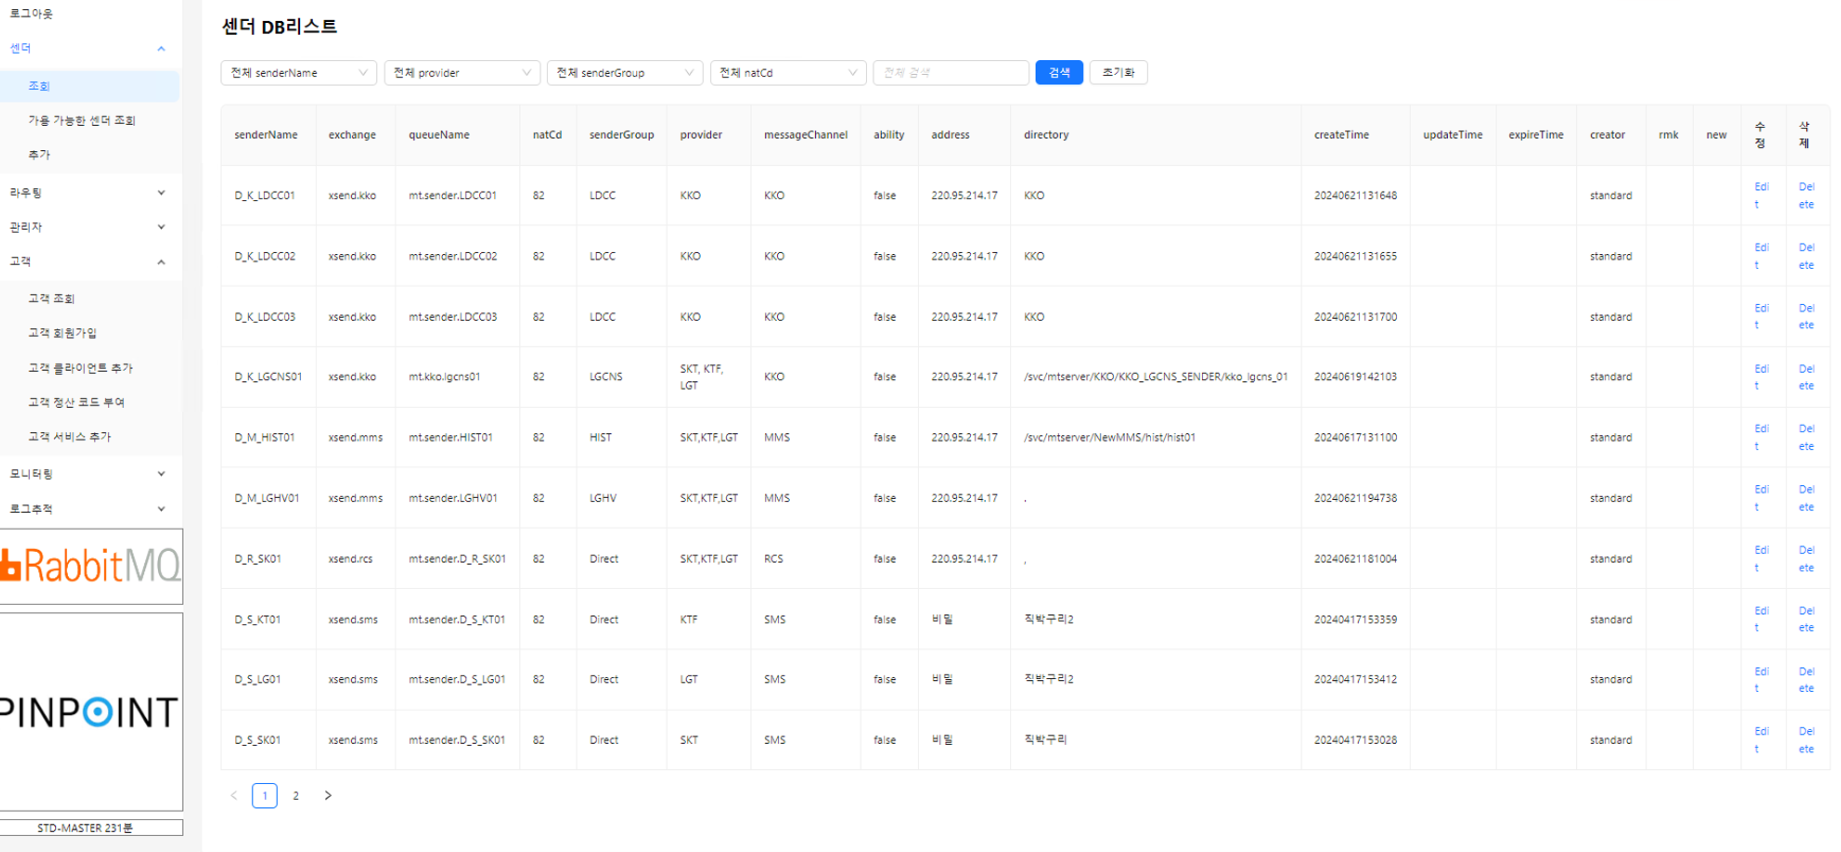 로그아웃
센더
조회
가용 가능한 센더 조회
추가
라우팅
관리자
고객
고객 조회
고객 회원가입
고객 클라이언트 추가
고객 정산 코드 부여
고객 서비스 추가
모니터링
로그추적
RabbitMQ
PINPOINT
STD-MASTER 231분
센더 DB리스트
전체 senderName 전체 provider 전체 senderGroup 전체 natCd 전체 검색 검색 초기화
senderName exchange queueName natCd senderGroup provider messageChannel ability address directory createTime updateTime expireTime creator rmk new 수정 삭제
D_K_LDCC01 xsend.kko mt.sender.LDCC01 82 LDCC KKO KKO false 220.95.214.17 KKO 20240621131648 standard Edit Delete
D_K_LDCC02 xsend.kko mt.sender.LDCC02 82 LDCC KKO KKO false 220.95.214.17 KKO 20240621131655 standard Edit Delete
D_K_LDCC03 xsend.kko mt.sender.LDCC03 82 LDCC KKO KKO false 220.95.214.17 KKO 20240621131700 standard Edit Delete
D_K_LGCNS01 xsend.kko mt.kko.lgcns01 82 LGCNS SKT, KTF, LGT KKO false 220.95.214.17 /svc/mtserver/KKO/KKO_LGCNS_SENDER/kko_lgcns_01 20240619142103 standard Edit Delete
D_M_HIST01 xsend.mms mt.sender.HIST01 82 HIST SKT,KTF,LGT MMS false 220.95.214.17 /svc/mtserver/NewMMS/hist/hist01 20240617131100 standard Edit Delete
D_M_LGHV01 xsend.mms mt.sender.LGHV01 82 LGHV SKT,KTF,LGT MMS false 220.95.214.17 . 20240621194738 standard Edit Delete
D_R_SK01 xsend.rcs mt.sender.D_R_SK01 82 Direct SKT,KTF,LGT RCS false 220.95.214.17 , 20240621181004 standard Edit Delete
D_S_KT01 xsend.sms mt.sender.D_S_KT01 82 Direct KTF SMS false 비밀 직박구리2 20240417153359 standard Edit Delete
D_S_LG01 xsend.sms mt.sender.D_S_LG01 82 Direct LGT SMS false 비밀 직박구리2 20240417153412 standard Edit Delete
D_S_SK01 xsend.sms mt.sender.D_S_SK01 82 Direct SKT SMS false 비밀 직박구리 20240417153028 standard Edit Delete
< 1 2 >